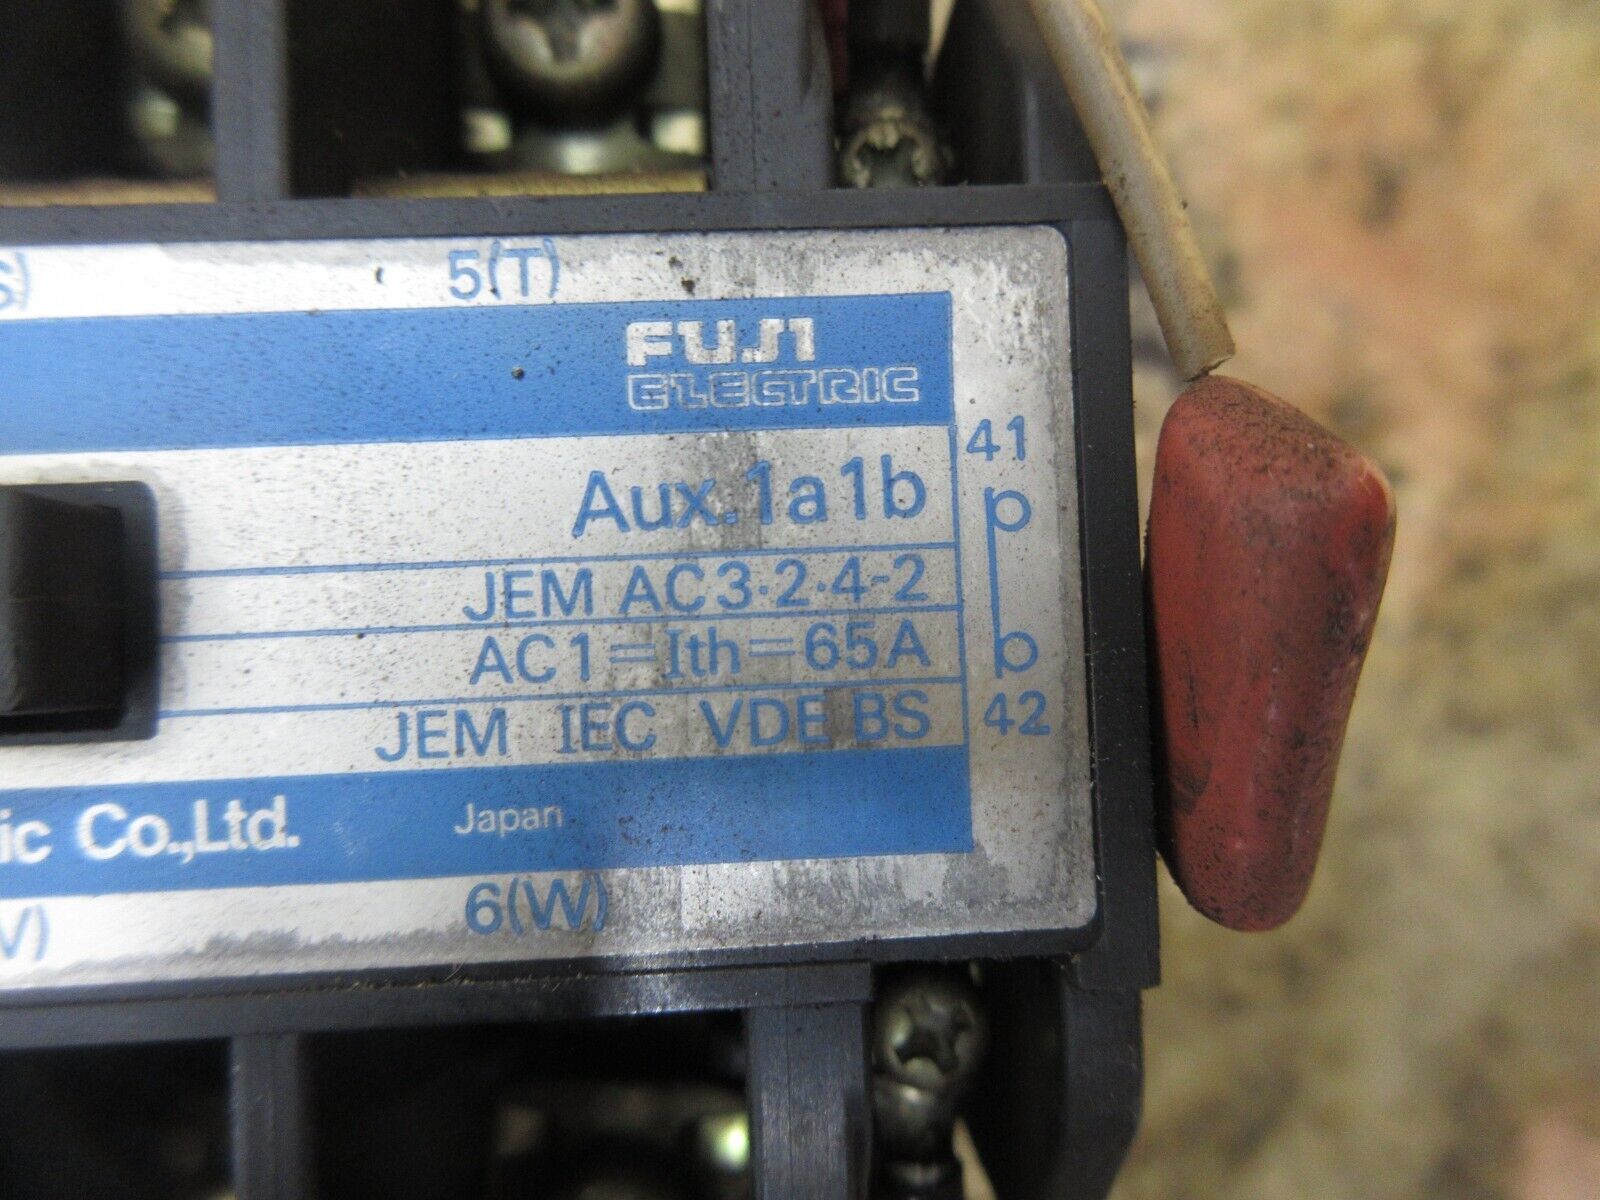 5(T)
FUJI
ELECTRIC
41
Aux.1a1b
JEM AC3·2·4-2
AC1=Ith=65A
JEM IEC VDE BS
42
ic Co.,Ltd. Japan
6(W)